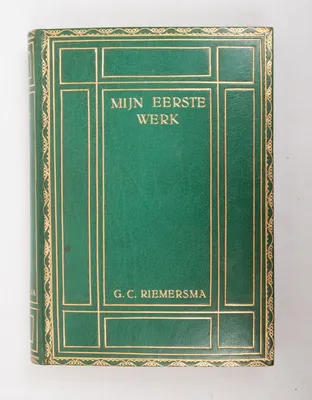 MIJN EERSTE
WERK
G. C. RIEMERSMA